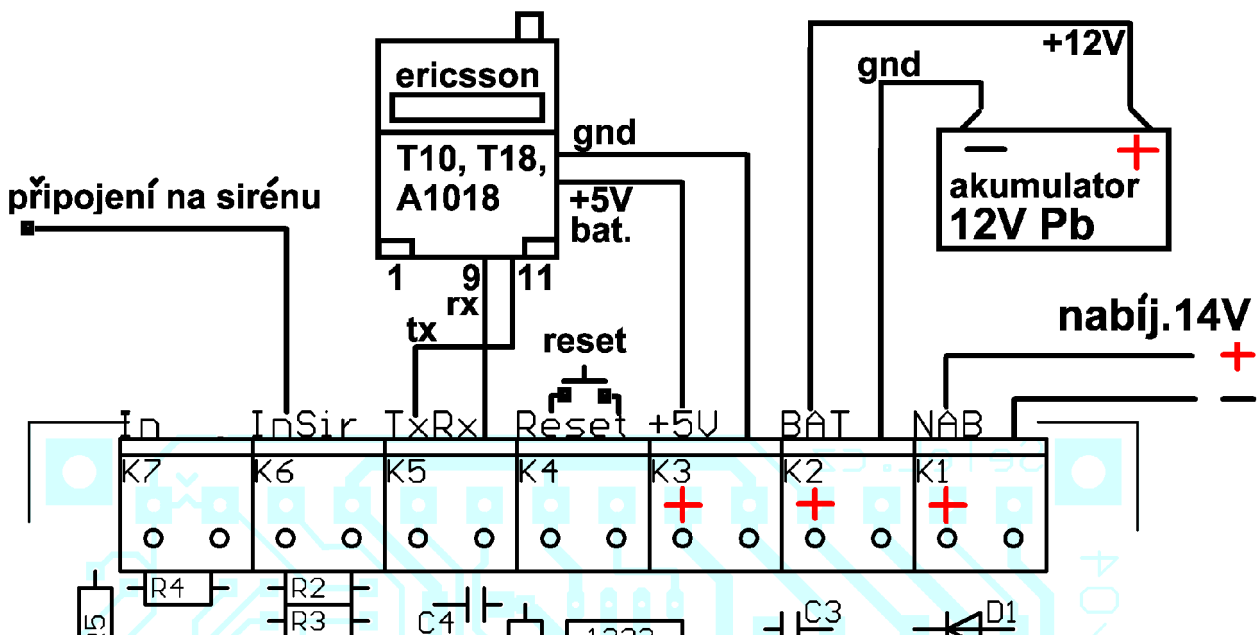 +12V
gnd
ericsson
T10, T18,
A1018
gnd
+5V
bat.
připojení na sirénu
akumulator
12V Pb
1
9
11
rx
tx
reset
nabíj.14V
In
InSir
TxRx
Reset
+5V
BAT
NAB
K7
K6
K5
K4
K3
K2
K1
R4
R2
R3
C4
C3
D1